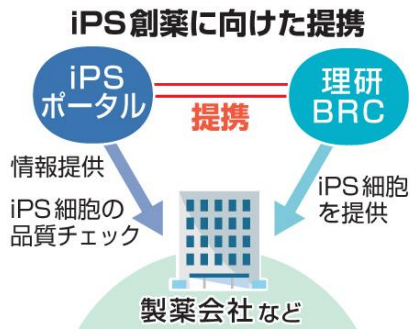 iPS創薬に向けた提携
iPS
ポータル
提携
理研
BRC
情報提供
iPS細胞の
品質チェック
iPS細胞
を提供
製薬会社など